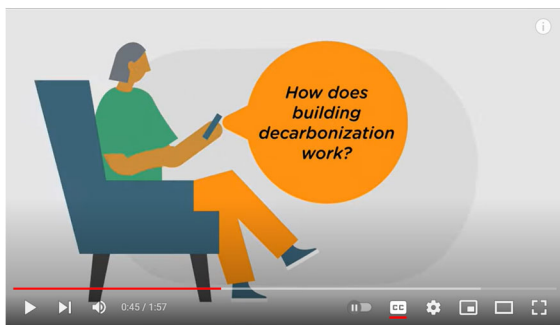 How does
building
decarbonization
work?
0:45 / 1:57
CC